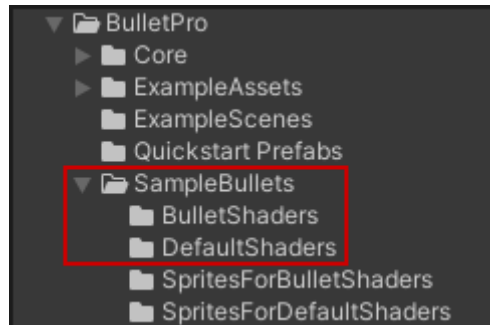 BulletPro
Core
ExampleAssets
ExampleScenes
Quickstart Prefabs
SampleBullets
BulletShaders
DefaultShaders
SpritesForBulletShaders
SpritesForDefaultShaders